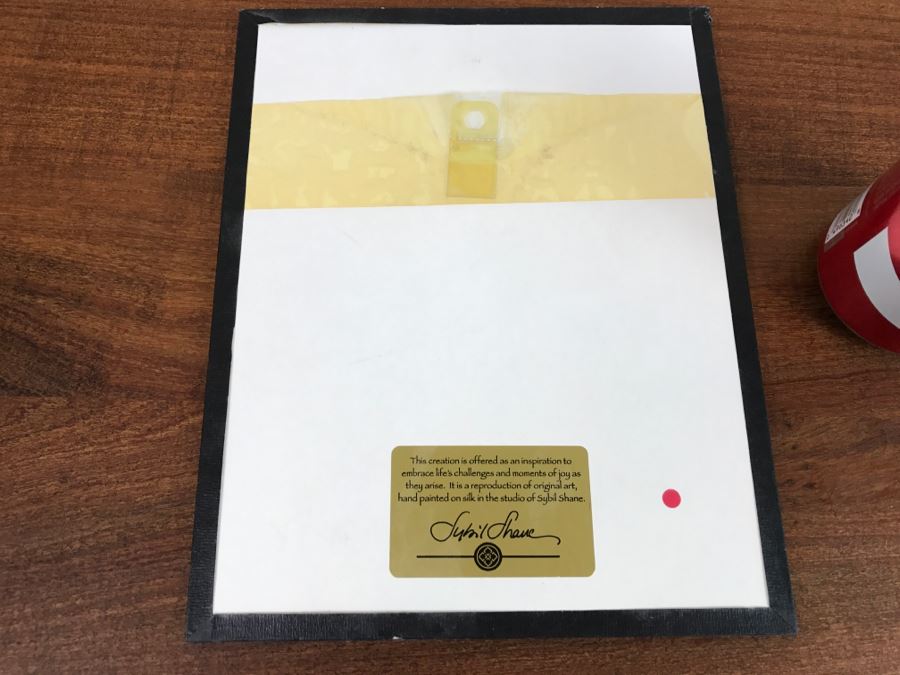 This creation is offered as an inspiration to
embrace life's challenges and moments of joy as
they arise. It is a reproduction of original art,
hand painted on silk in the studio of Sybil Shane.
Sybil Shane